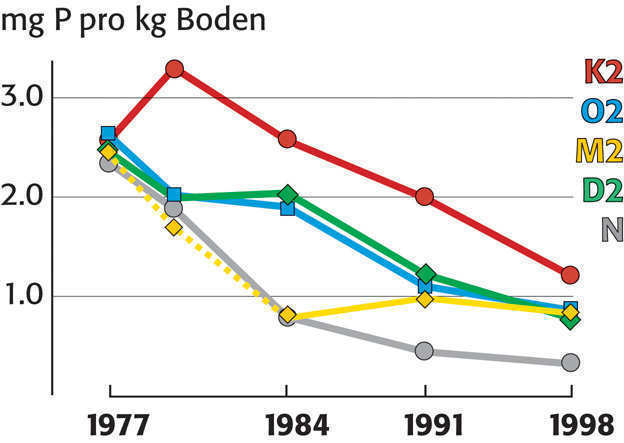 mg P pro kg Boden
3.0
2.0
1.0
K2
O2
M2
D2
N
1977 1984 1991 1998